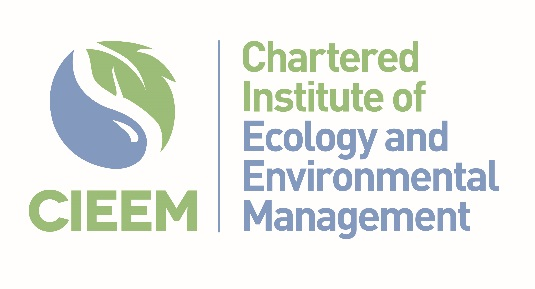 CIEEM
Chartered
Institute of
Ecology and
Environmental
Management